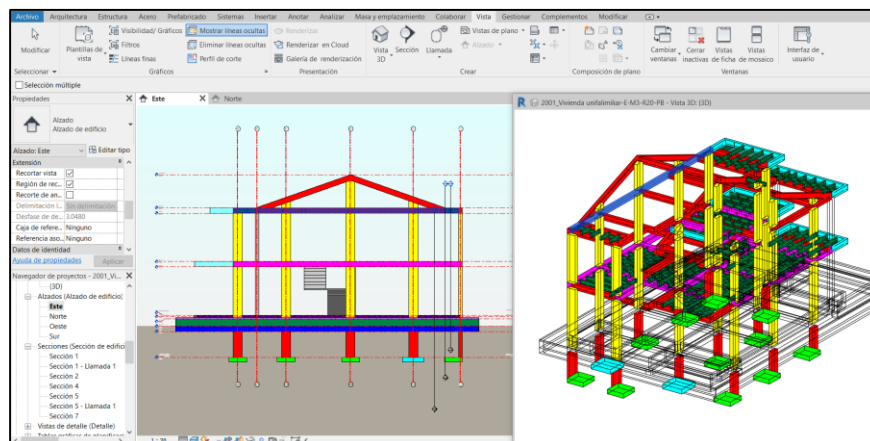 Archivo Arquitectura Estructura Acero Prefabricado Sistemas Insertar Anotar Analizar Masa y emplazamiento Colaborar Vista Gestionar Complementos Modificar
Modificar
Seleccionar
Plantillas de vista
Visibilidad/ Gráficos
Filtros
Líneas finas
Mostrar líneas ocultas
Eliminar líneas ocultas
Perfil de corte
Gráficos
Renderizar
Renderizar en Cloud
Galería de renderización
Presentación
Vista 3D
Sección
Llamada
Vistas de plano
Alzado
Crear
Composición de plano
Cambiar ventanas
Cerrar inactivas
Vistas de ficha
Vistas de mosaico
Ventanas
Interfaz de usuario
Selección múltiple
Propiedades
Alzado
Alzado de edificio
Alzado: Este
Editar tipo
Extensión
Recortar vista
Región de rec...
Recorte de an...
Delimitación l... Sin delimitación
Desfase de de... 3.0480
Caja de refere... Ninguno
Referencia aso... Ninguno
Datos de identidad
Ayuda de propiedades
Aplicar
Navegador de proyectos - 2001_Vi...
{3D}
Alzados (Alzado de edificio)
Este
Norte
Oeste
Sur
Secciones (Sección de edific
Sección 1
Sección 1 - Llamada 1
Sección 2
Sección 4
Sección 5
Sección 5 - Llamada 1
Sección 7
Vistas de detalle (Detalle)
Este
Norte
R
2001_Vivienda unifalimilar-E-M3-R20-PB - Vista 3D: {3D}